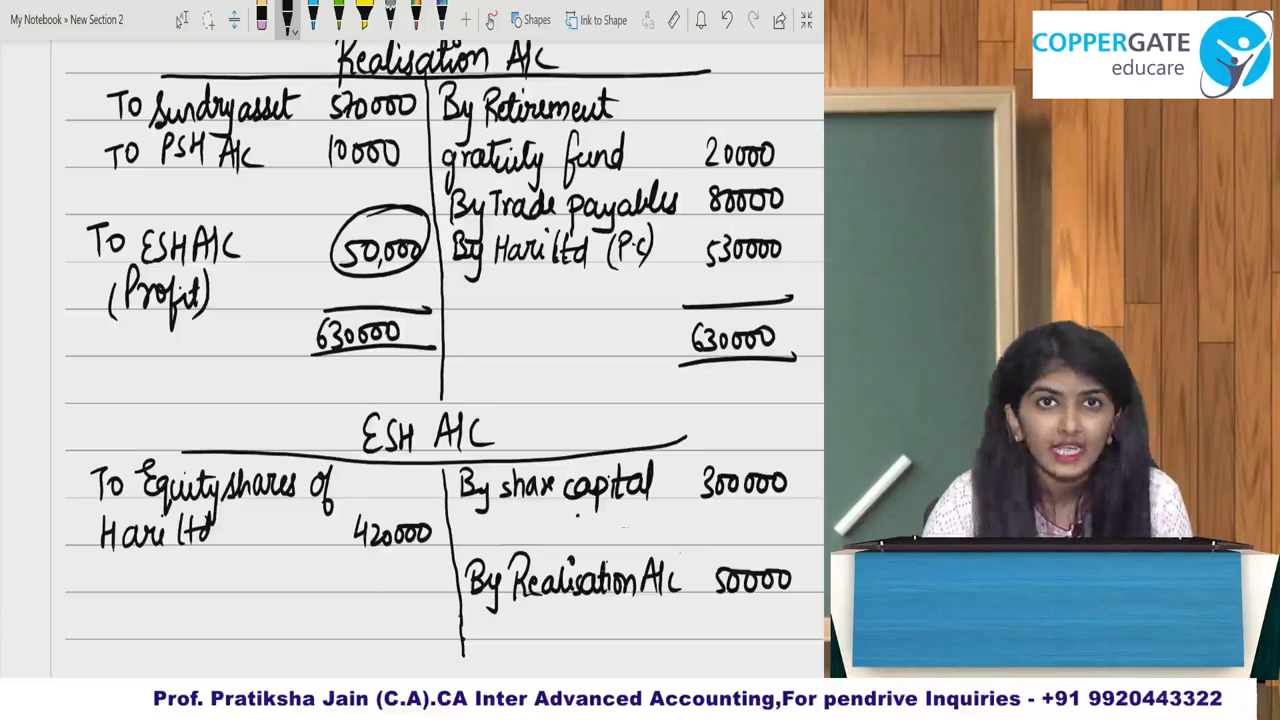 My Notebook » New Section 2
Shapes
Ink to Shape
COPPERGATE
educare
Realisation A/C
To Sundry asset 570000
By Retirement
To PSH A/C 10000
gratuity fund 20000
By Trade payables 80000
To ESH A/C 50,000
By Hari Ltd (P.C) 530000
(Profit)
630000
630000
ESH A/C
To Equity shares of
By share capital 300000
Hari Ltd 420000
By Realisation A/C 50000
Prof. Pratiksha Jain (C.A).CA Inter Advanced Accounting,For pendrive Inquiries - +91 9920443322